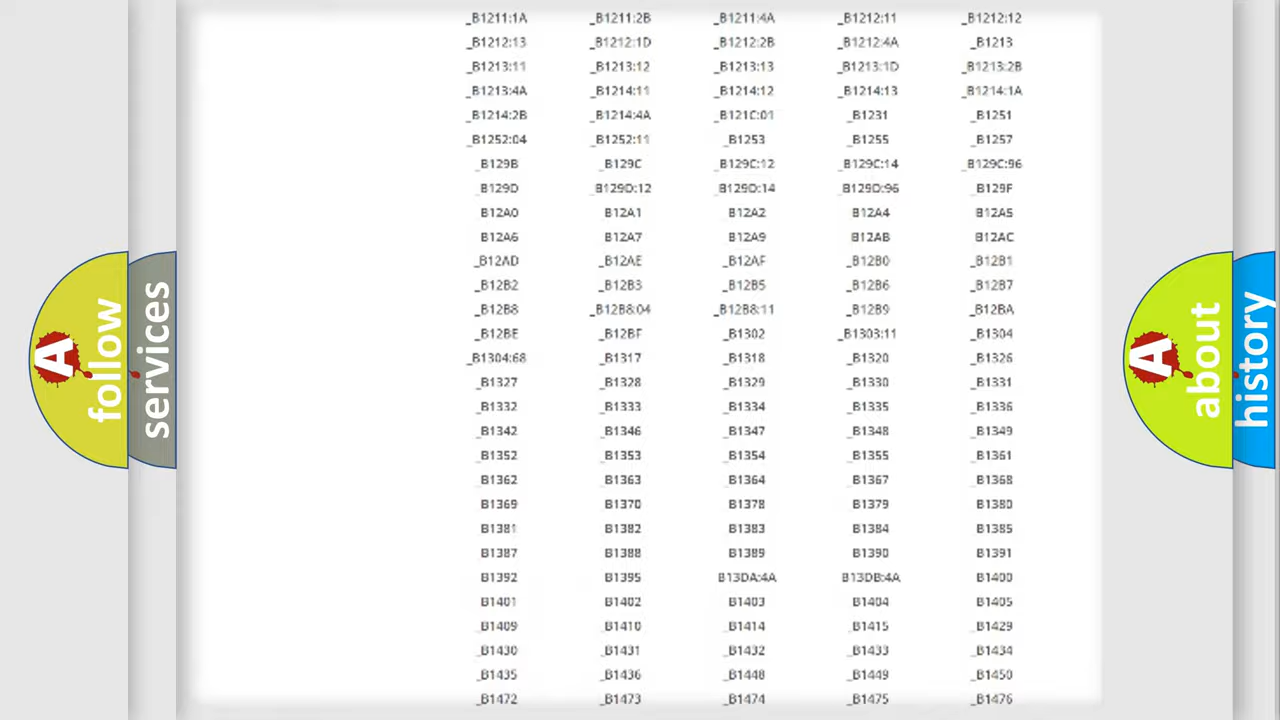 _B1211:1A _B1211:2B _B1211:4A _B1212:11 _B1212:12
_B1212:13 _B1212:1D _B1212:2B _B1212:4A _B1213
_B1213:11 _B1213:12 _B1213:13 _B1213:1D _B1213:2B
_B1213:4A _B1214:11 _B1214:12 _B1214:13 _B1214:1A
_B1214:2B _B1214:4A _B121C:01 _B1231 _B1251
_B1252:04 _B1252:11 _B1253 _B1255 _B1257
_B129B _B129C _B129C:12 _B129C:14 _B129C:96
_B129D _B129D:12 _B129D:14 _B129D:96 _B129F
_B12A0 _B12A1 _B12A2 _B12A4 _B12A5
_B12A6 _B12A7 _B12A9 _B12AB _B12AC
_B12AD _B12AE _B12AF _B12B0 _B12B1
_B12B2 _B12B3 _B12B5 _B12B6 _B12B7
_B12B8 _B12B8:04 _B12B8:11 _B12B9 _B12BA
_B12BE _B12BF _B1302 _B1303:11 _B1304
_B1304:68 _B1317 _B1318 _B1320 _B1326
_B1327 _B1328 _B1329 _B1330 _B1331
_B1332 _B1333 _B1334 _B1335 _B1336
_B1342 _B1346 _B1347 _B1348 _B1349
_B1352 _B1353 _B1354 _B1355 _B1361
_B1362 _B1363 _B1364 _B1367 _B1368
_B1369 _B1370 _B1378 _B1379 _B1380
_B1381 _B1382 _B1383 _B1384 _B1385
_B1387 _B1388 _B1389 _B1390 _B1391
_B1392 _B1395 _B13DA:4A _B13DB:4A _B1400
_B1401 _B1402 _B1403 _B1404 _B1405
_B1409 _B1410 _B1414 _B1415 _B1429
_B1430 _B1431 _B1432 _B1433 _B1434
_B1435 _B1436 _B1448 _B1449 _B1450
_B1472 _B1473 _B1474 _B1475 _B1476
A follow
services
A about
history